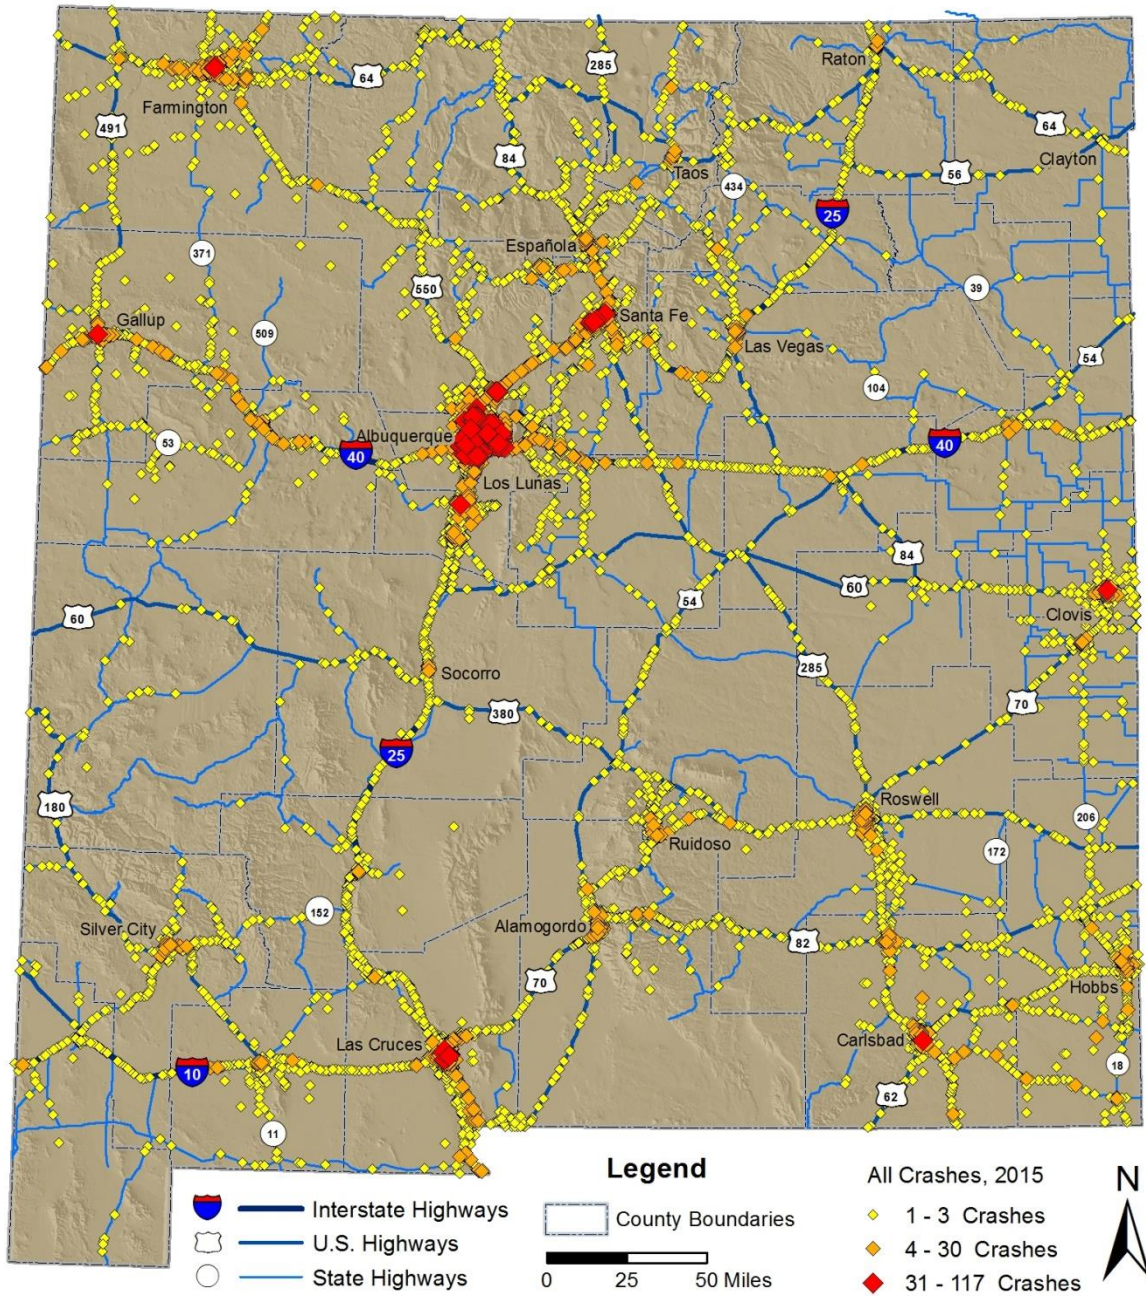 285
Raton
64
Farmington
491
64
84
Taos
56
Clayton
434
25
371
Española
550
39
Gallup
Santa Fe
509
Las Vegas
54
104
53
Albuquerque
40
40
Los Lunas
84
60
54
60
Clovis
285
Socorro
70
380
25
180
Roswell
206
Ruidoso
172
152
Silver City
Alamogordo
82
70
Hobbs
Las Cruces
Carlsbad
10
18
62
11
Legend
All Crashes, 2015
N
Interstate Highways
County Boundaries
1 - 3 Crashes
U.S. Highways
4 - 30 Crashes
State Highways
0 25 50 Miles
31 - 117 Crashes